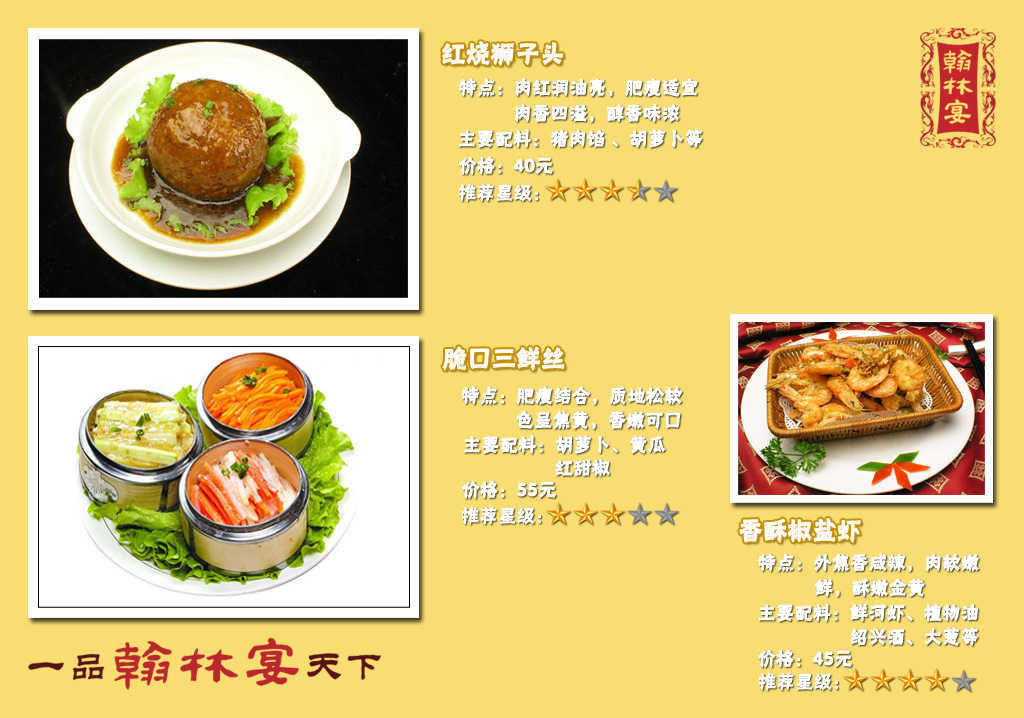 红烧狮子头
特点：肉红润油亮，肥瘦适宜
肉香四溢，醇香味浓
主要配料：猪肉馅 、胡萝卜等
价格：40元
推荐星级：
翰林宴
脆口三鲜丝
特点：肥瘦结合，质地松软
色呈焦黄，香嫩可口
主要配料：胡萝卜、黄瓜
红甜椒
价格：55元
推荐星级：
香酥椒盐虾
特点：外焦香咸辣，肉软嫩
鲜，酥嫩金黄
主要配料：鲜河虾、植物油
绍兴酒、大葱等
价格：45元
推荐星级：
一品翰林宴天下